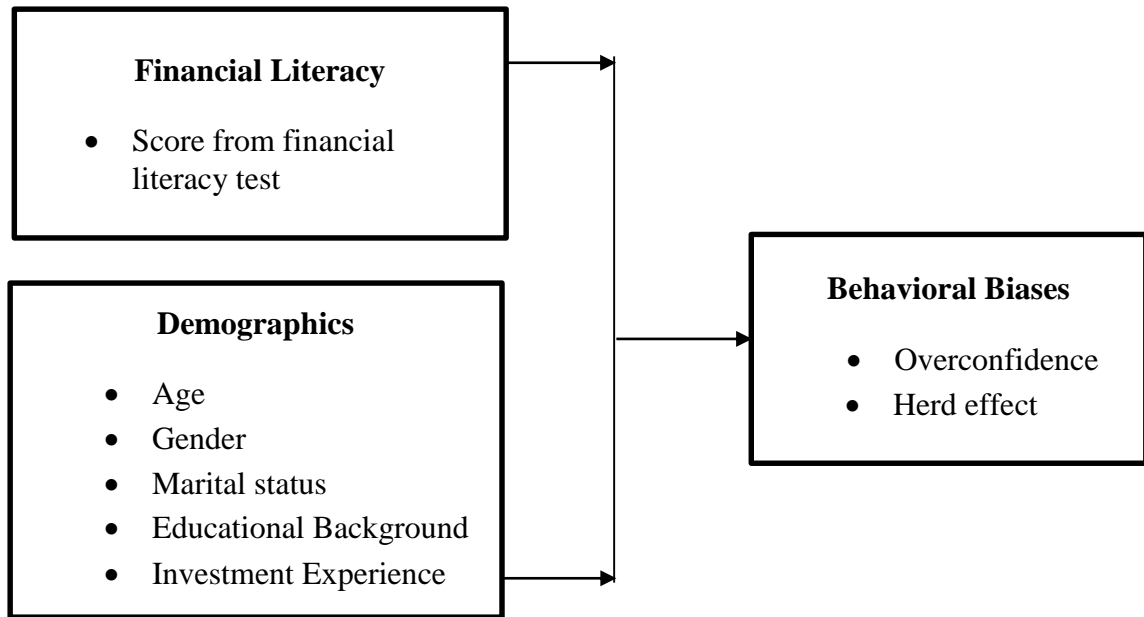 Financial Literacy
• Score from financial
literacy test
Demographics
• Age
• Gender
• Marital status
• Educational Background
• Investment Experience
Behavioral Biases
• Overconfidence
• Herd effect